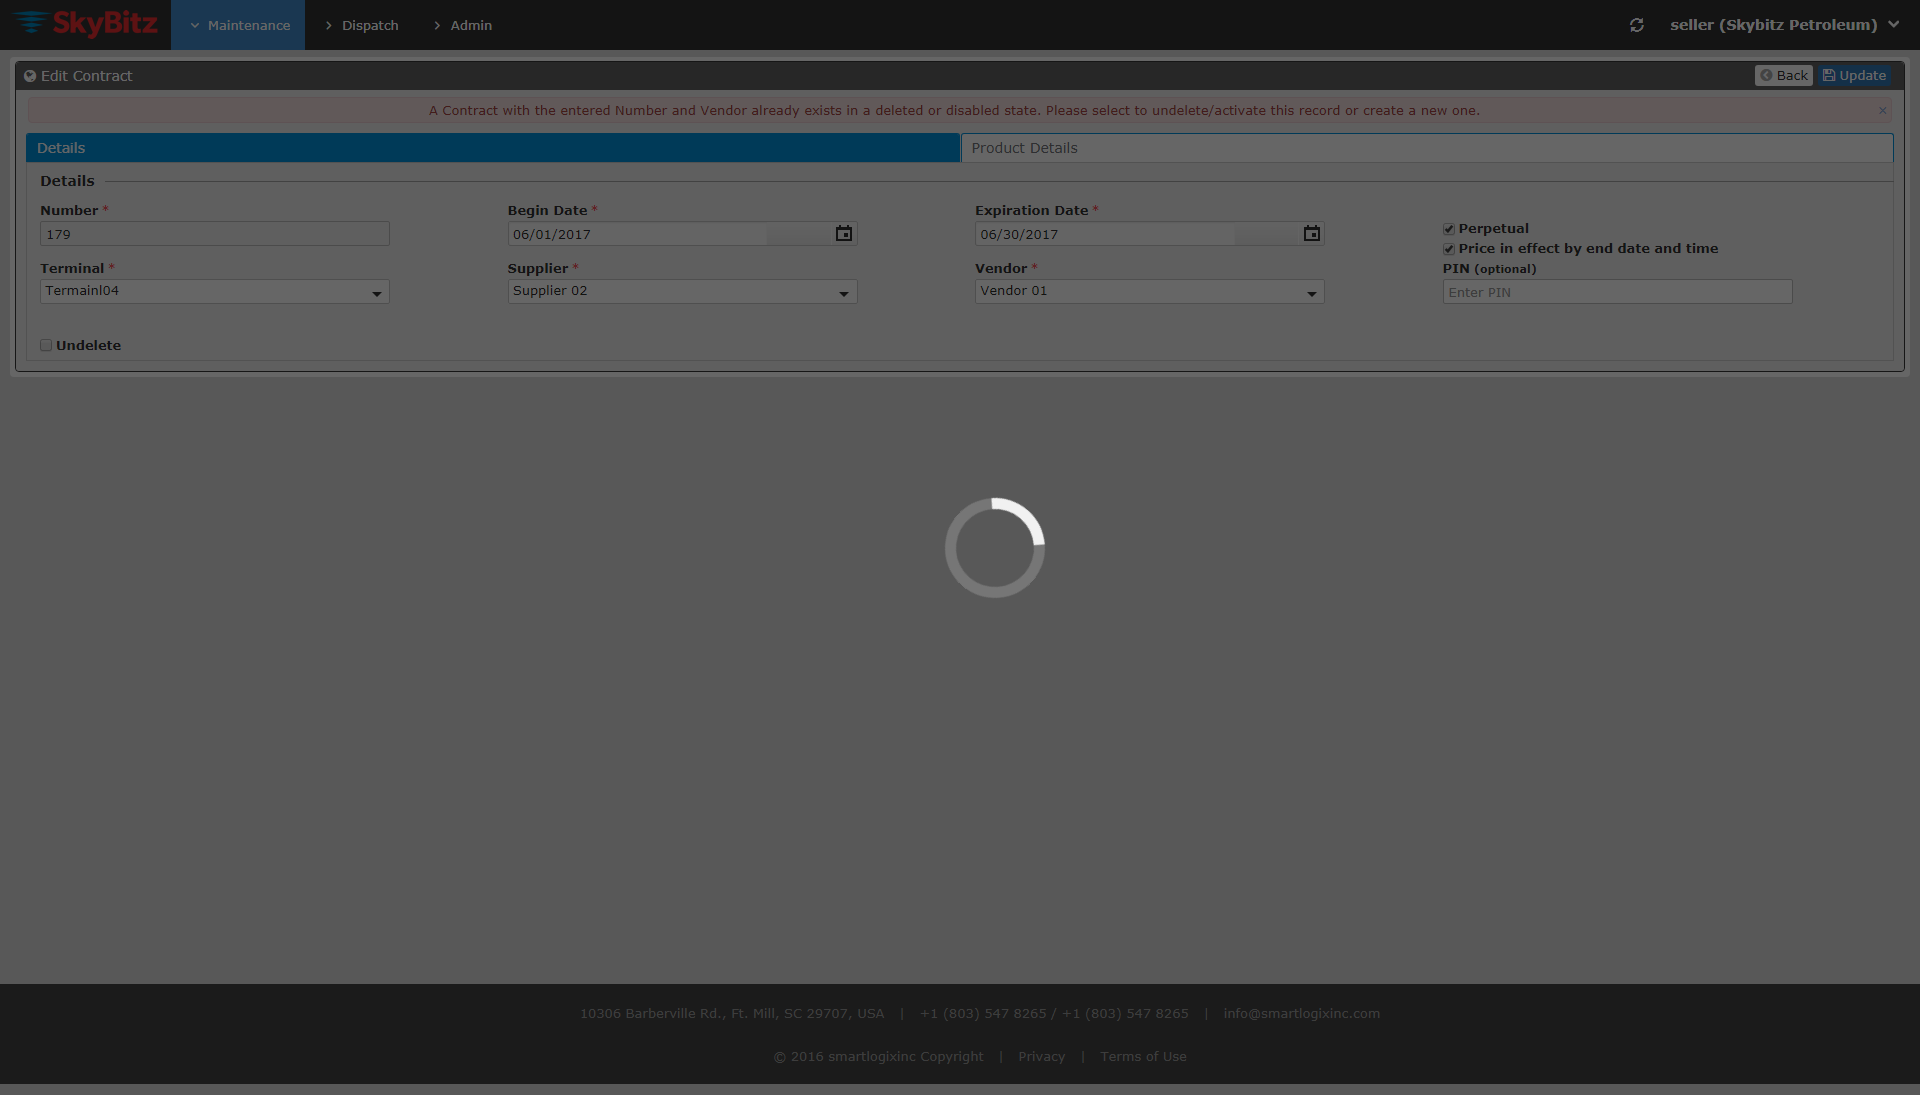 SkyBitz Maintenance Dispatch Admin seller (Skybitz Petroleum)
Edit Contract Back Update
A Contract with the entered Number and Vendor already exists in a deleted or disabled state. Please select to undelete/activate this record or create a new one. ×
Details Product Details
Details
Number * Begin Date * Expiration Date *
Perpetual
179 06/01/2017 06/30/2017
Price in effect by end date and time
Terminal * Supplier * Vendor * PIN (optional)
Termainl04 Supplier 02 Vendor 01 Enter PIN
Undelete
10306 Barberville Rd., Ft. Mill, SC 29707, USA | +1 (803) 547 8265 / +1 (803) 547 8265 | info@smartlogixinc.com
© 2016 smartlogixinc Copyright | Privacy | Terms of Use